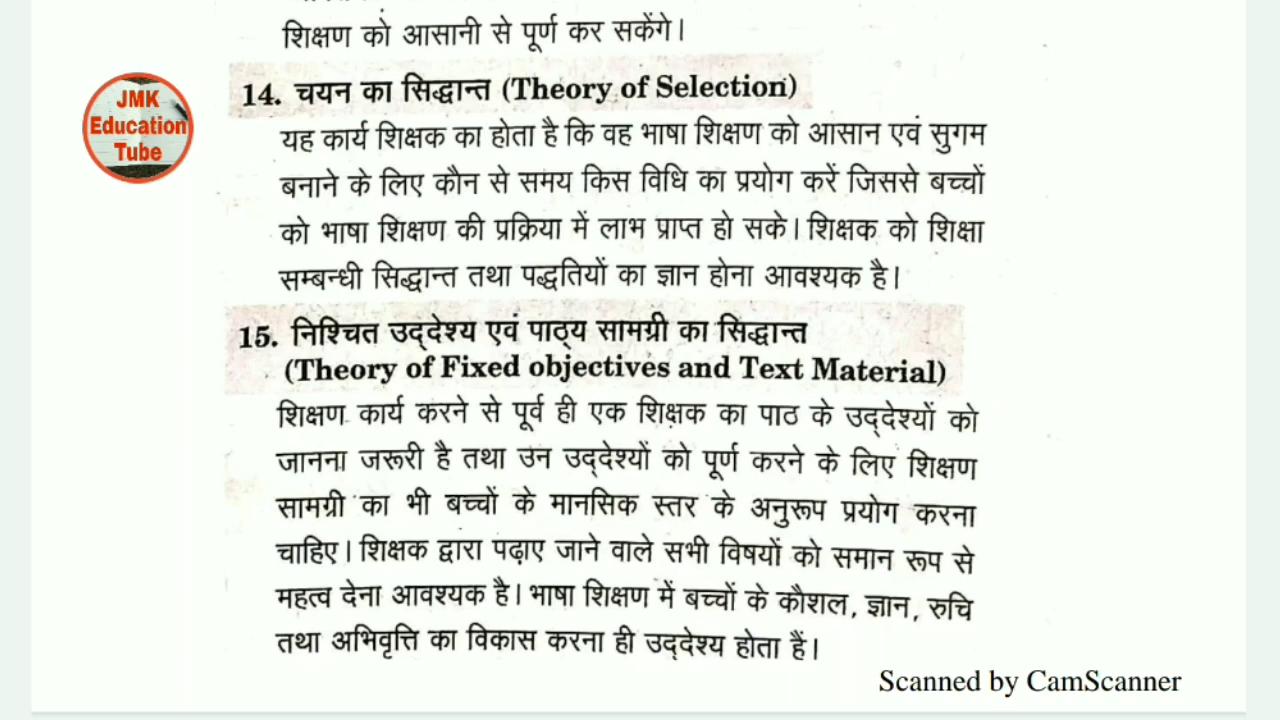 शिक्षण को आसानी से पूर्ण कर सकेंगे।
14. चयन का सिद्धान्त (Theory of Selection)
JMK
Education
Tube
यह कार्य शिक्षक का होता है कि वह भाषा शिक्षण को आसान एवं सुगम
बनाने के लिए कौन से समय किस विधि का प्रयोग करें जिससे बच्चों
को भाषा शिक्षण की प्रक्रिया में लाभ प्राप्त हो सके। शिक्षक को शिक्षा
सम्बन्धी सिद्धान्त तथा पद्धतियों का ज्ञान होना आवश्यक है।
15. निश्चित उद्देश्य एवं पाठ्य सामग्री का सिद्धान्त
(Theory of Fixed objectives and Text Material)
शिक्षण कार्य करने से पूर्व ही एक शिक्षक का पाठ के उद्देश्यों को
जानना जरूरी है तथा उन उद्देश्यों को पूर्ण करने के लिए शिक्षण
सामग्री का भी बच्चों के मानसिक स्तर के अनुरूप प्रयोग करना
चाहिए। शिक्षक द्वारा पढ़ाए जाने वाले सभी विषयों को समान रूप से
महत्व देना आवश्यक है। भाषा शिक्षण में बच्चों के कौशल, ज्ञान, रुचि
तथा अभिवृत्ति का विकास करना ही उद्देश्य होता हैं।
Scanned by CamScanner